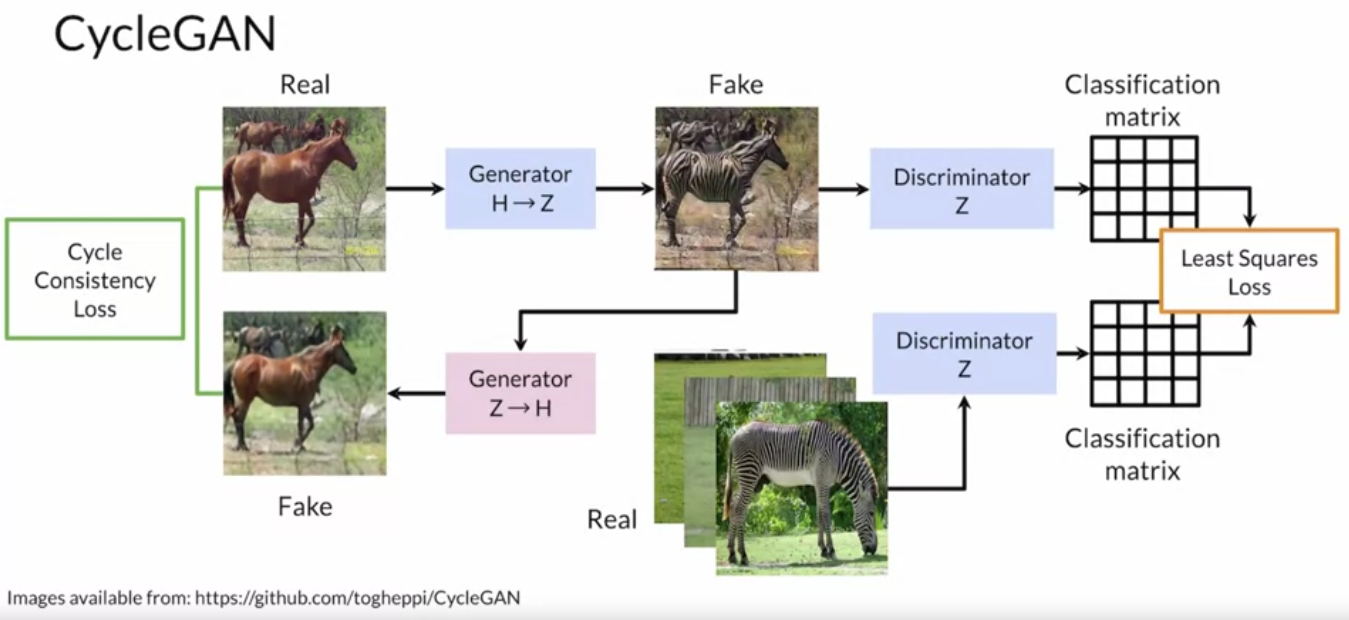 CycleGAN
Real
Fake
Classification
matrix
Generator
H→Z
Discriminator
Z
Cycle
Consistency
Loss
Least Squares
Loss
Generator
Z→H
Discriminator
Z
Classification
matrix
Fake
Real
Images available from: https://github.com/togheppi/CycleGAN